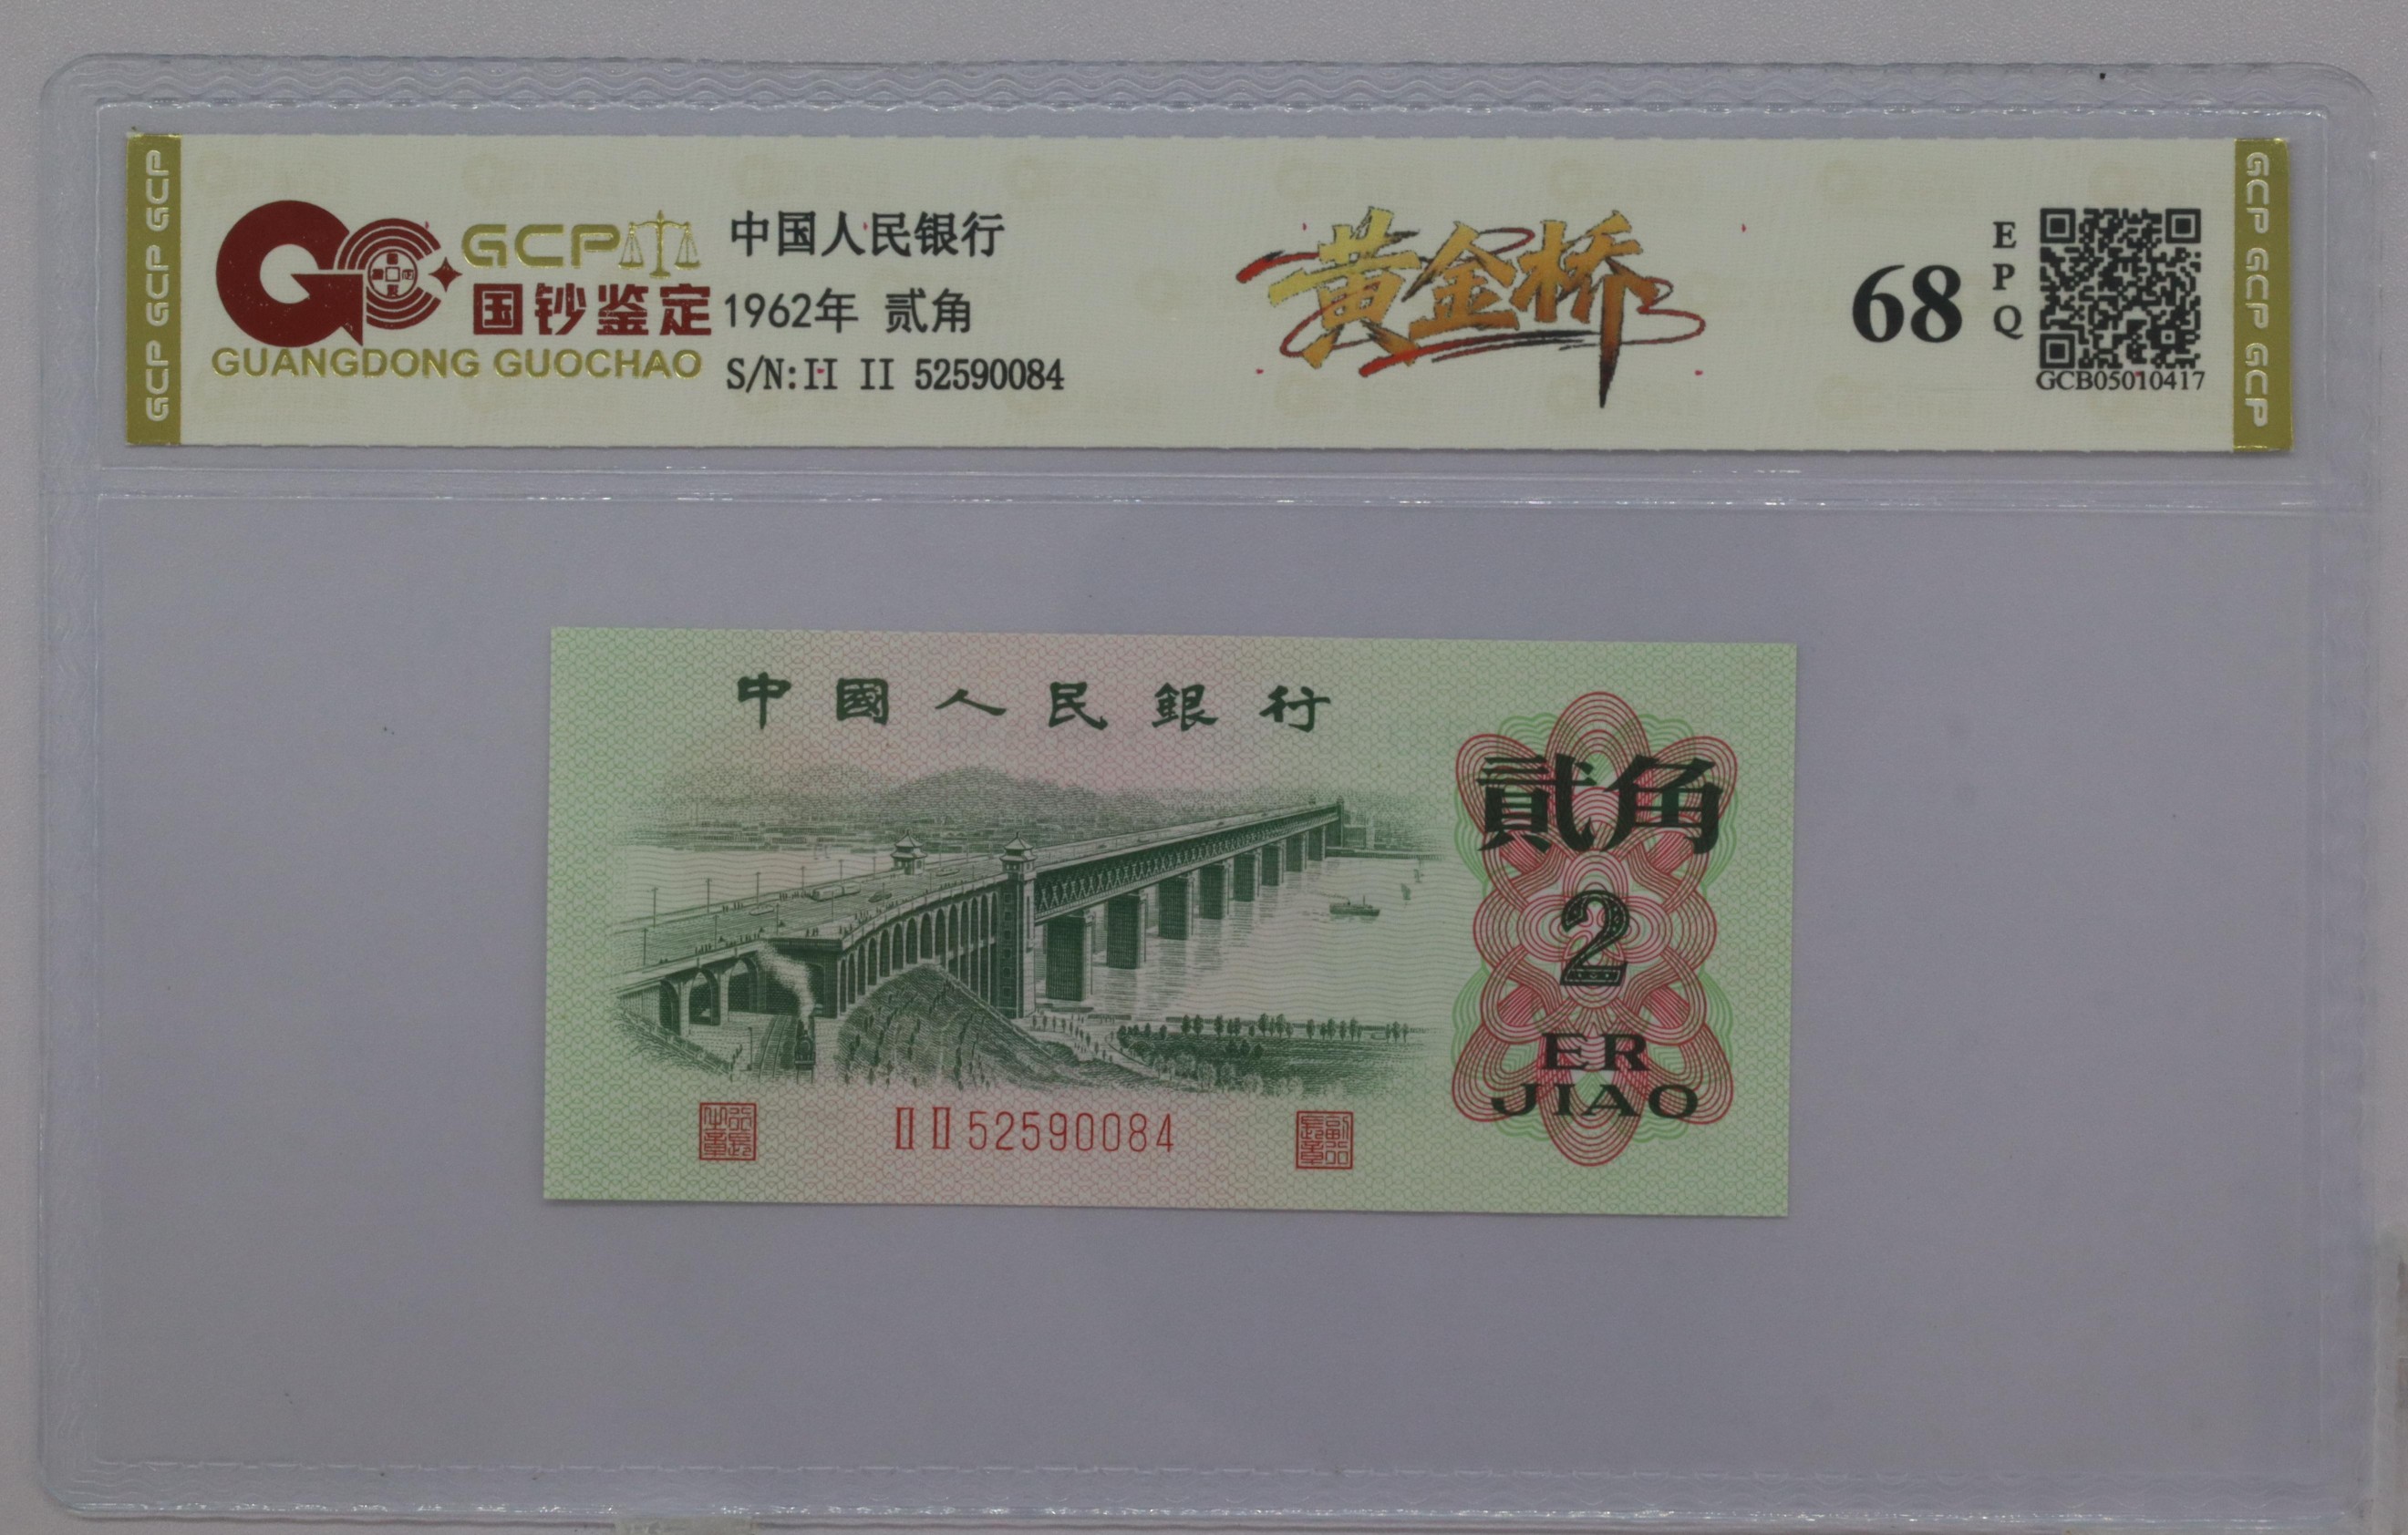 GCP GCP GCP
GCP
国钞鉴定
GUANGDONG GUOCHAO
中国人民银行
1962年 贰角
S/N:II II 52590084
黄金桥
68
EPQ
GCB05010417
GCP GCP GCP
中國人民銀行
貳角
2
ER
JIAO
II II 52590084